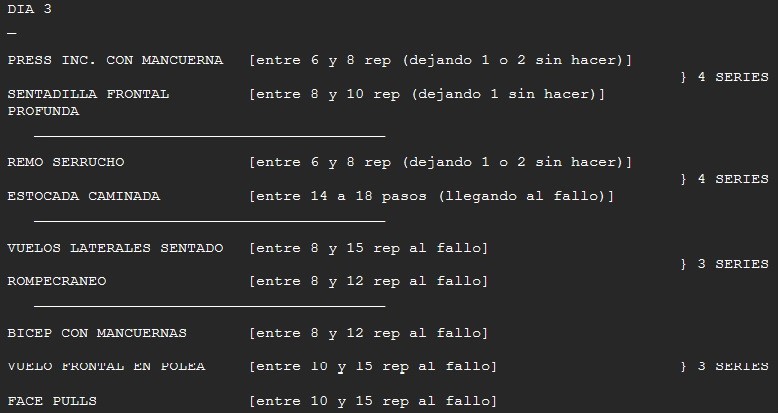 DIA 3
PRESS INC. CON MANCUERNA [entre 6 y 8 rep (dejando 1 o 2 sin hacer)]
} 4 SERIES
SENTADILLA FRONTAL [entre 8 y 10 rep (dejando 1 sin hacer)]
PROFUNDA
REMO SERRUCHO [entre 6 y 8 rep (dejando 1 o 2 sin hacer)]
} 4 SERIES
ESTOCADA CAMINADA [entre 14 a 18 pasos (llegando al fallo)]
VUELOS LATERALES SENTADO [entre 8 y 15 rep al fallo]
} 3 SERIES
ROMPECRANEO [entre 8 y 12 rep al fallo]
BICEP CON MANCUERNAS [entre 8 y 12 rep al fallo]
VUELO FRONTAL EN POLEA [entre 10 y 15 rep al fallo] } 3 SERIES
FACE PULLS [entre 10 y 15 rep al fallo]